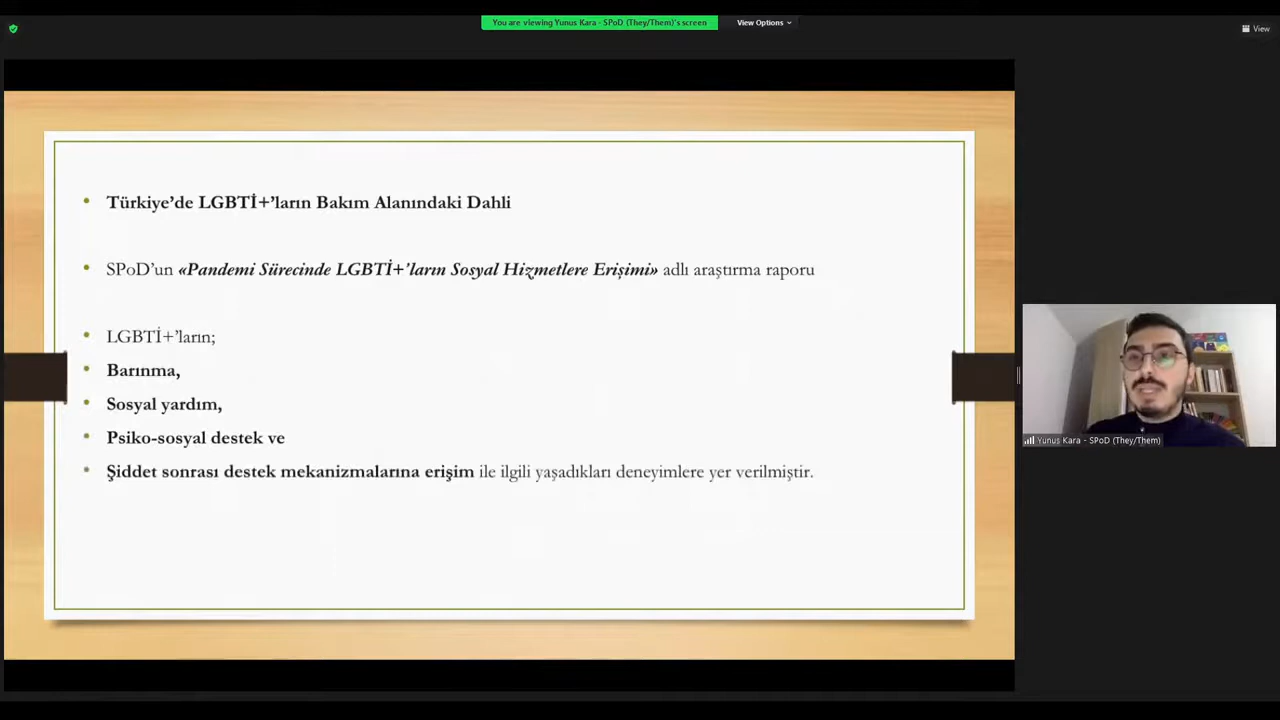 You are viewing Yunus Kara - SPoD (They/Them)'s screen
View Options
View
• Türkiye’de LGBTİ+’ların Bakım Alanındaki Dahli
• SPoD’un «Pandemi Sürecinde LGBTİ+’ların Sosyal Hizmetlere Erişimi» adlı araştırma raporu
• LGBTİ+’ların;
• Barınma,
• Sosyal yardım,
• Psiko-sosyal destek ve
• Şiddet sonrası destek mekanizmalarına erişim ile ilgili yaşadıkları deneyimlere yer verilmiştir.
Yunus Kara - SPoD (They/Them)